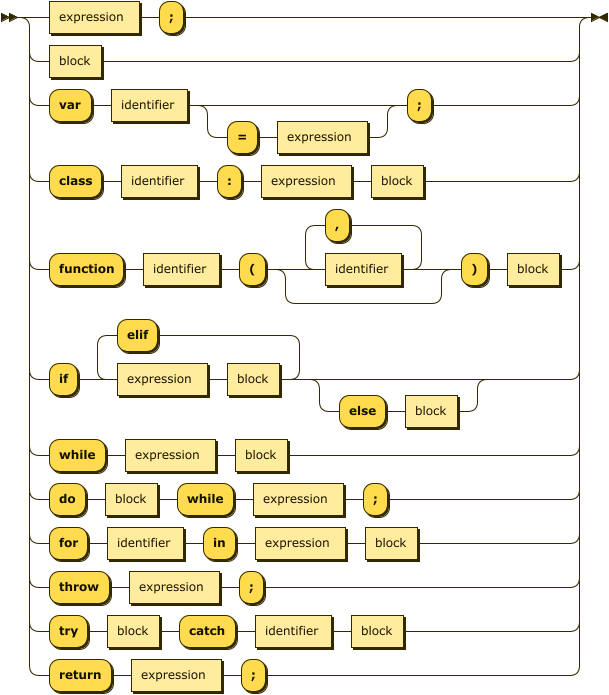 expression ;
block
var identifier ;
= expression
class identifier : expression block
,
function identifier ( identifier ) block
elif
if expression block
else block
while expression block
do block while expression ;
for identifier in expression block
throw expression ;
try block catch identifier block
return expression ;